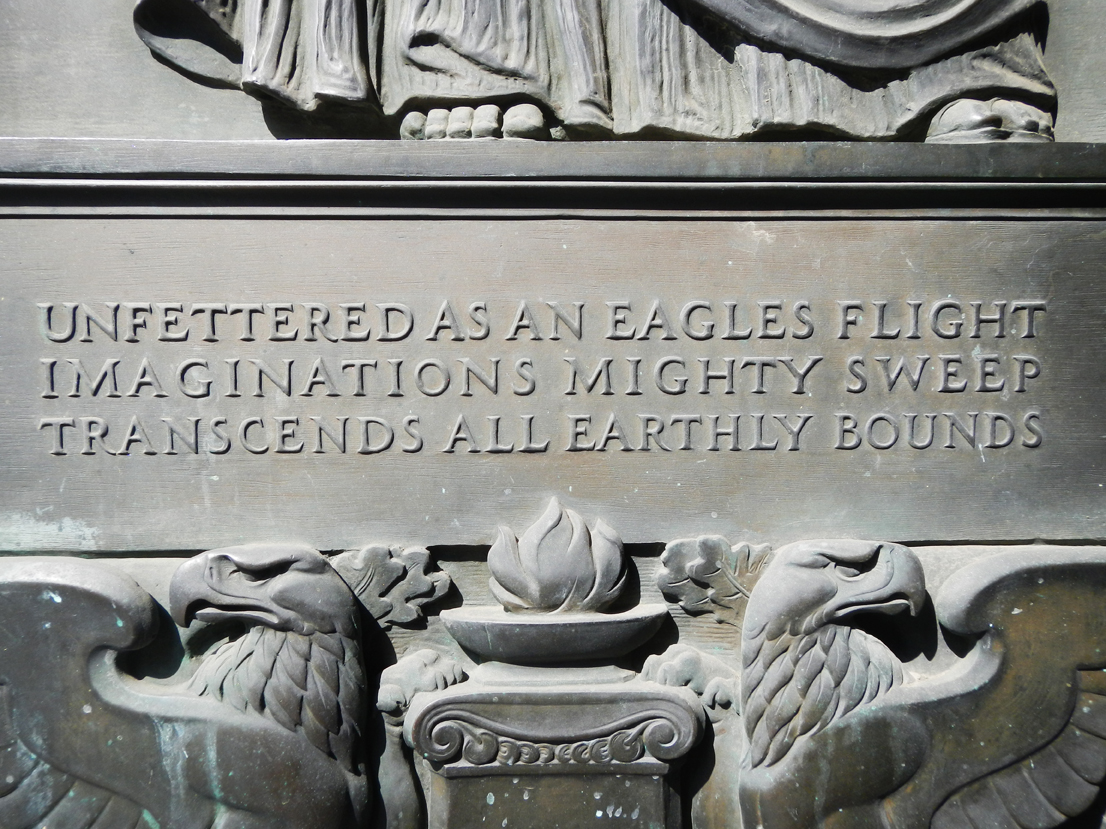 UNFETTERED AS AN EAGLES FLIGHT
IMAGINATIONS MIGHTY SWEEP
TRANSCENDS ALL EARTHLY BOUNDS